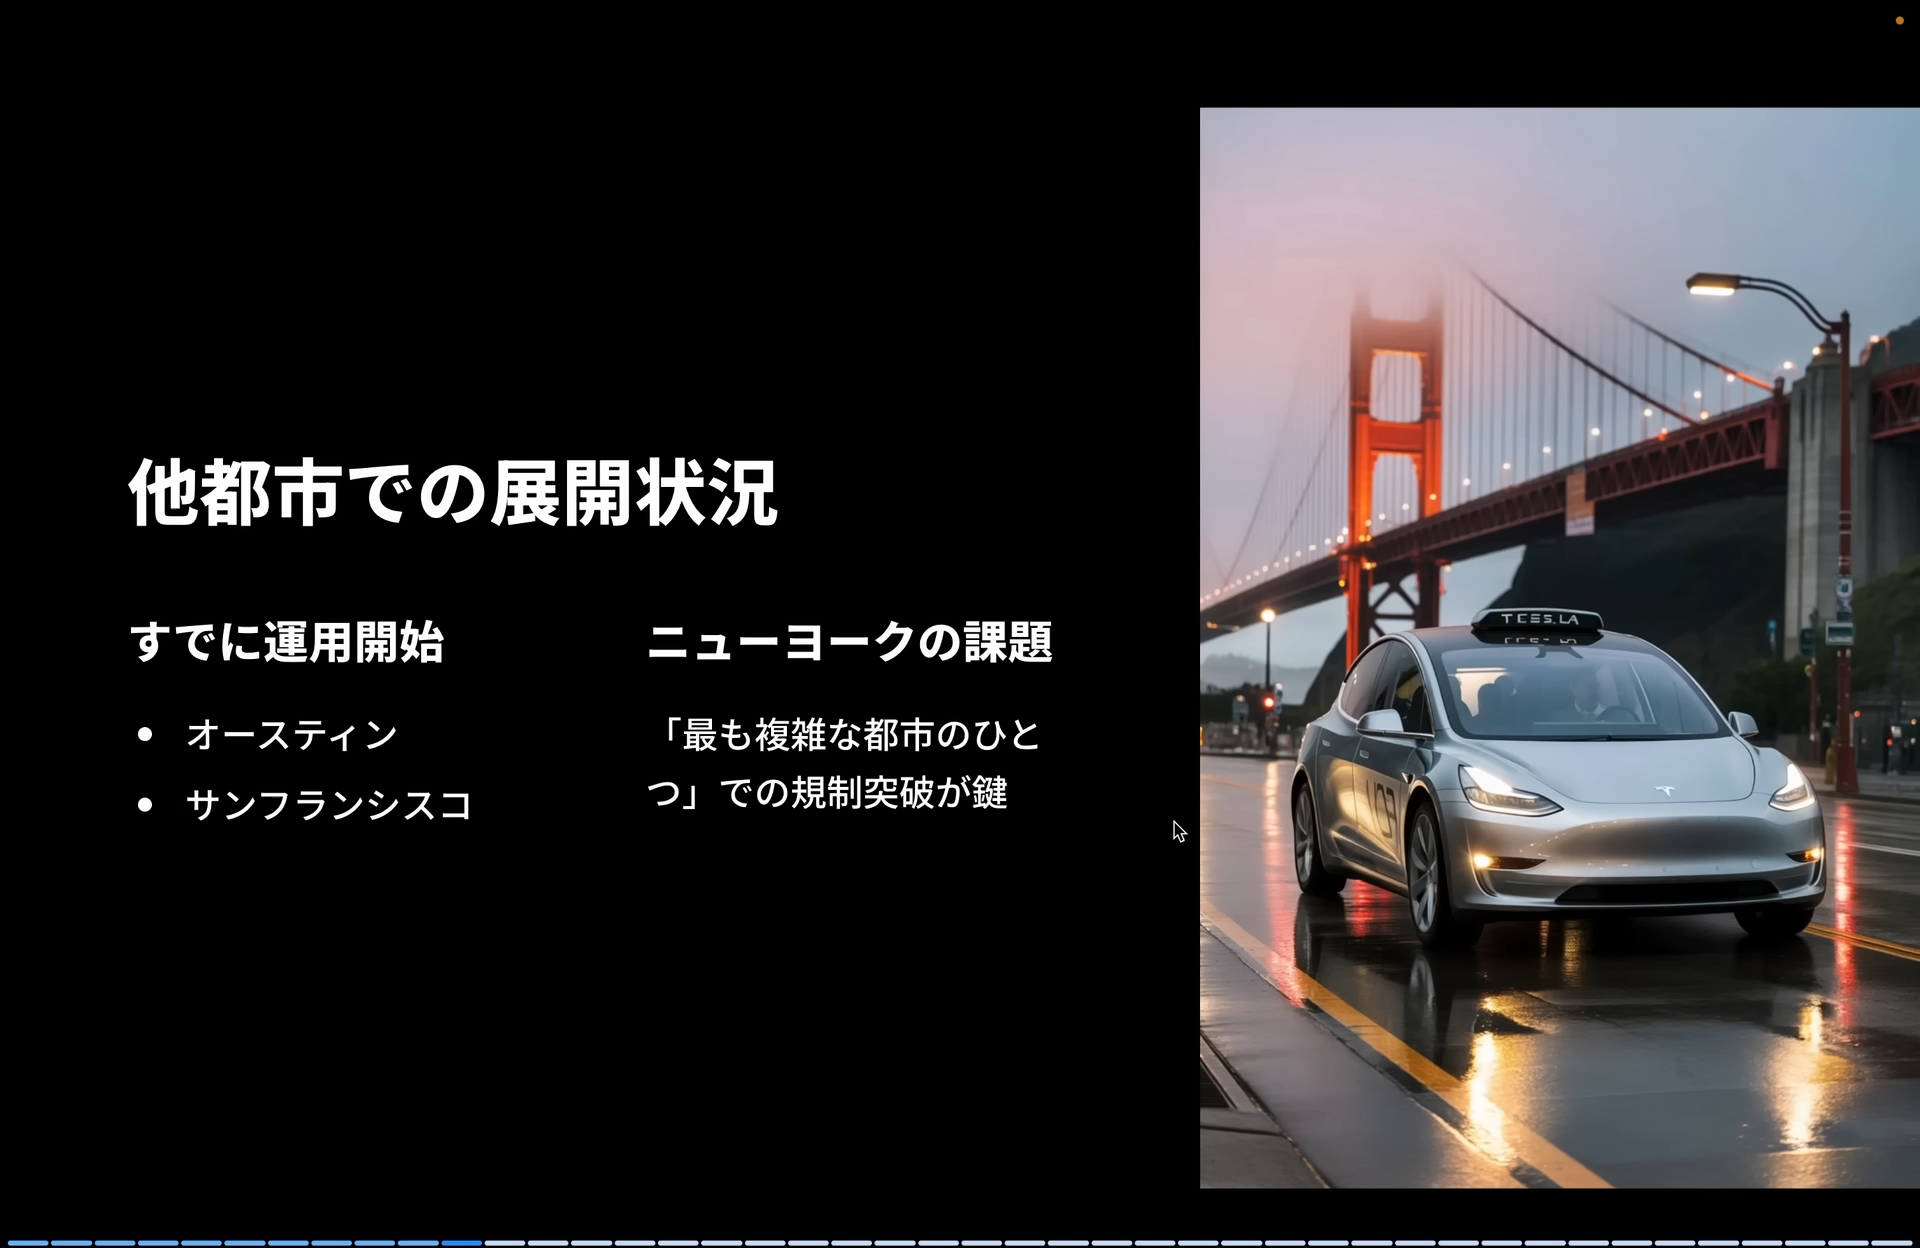 他都市での展開状況
すでに運用開始
• オースティン
• サンフランシスコ
ニューヨークの課題
「最も複雑な都市のひと
つ」での規制突破が鍵
TEESLA